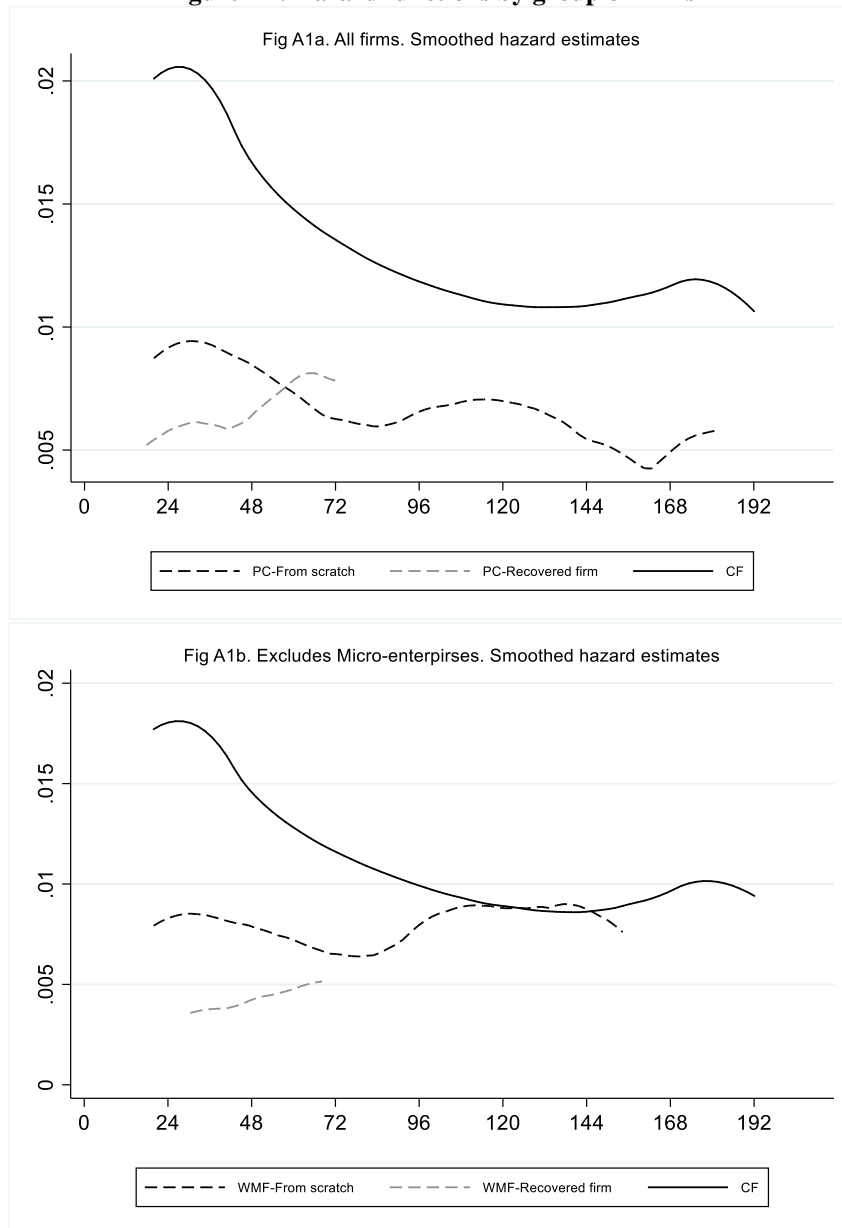 Fig A1a. All firms. Smoothed hazard estimates
.02
.015
.01
.005
0 24 48 72 96 120 144 168 192
PC-From scratch PC-Recovered firm CF
Fig A1b. Excludes Micro-enterpirses. Smoothed hazard estimates
.02
.015
.01
.005
0
0 24 48 72 96 120 144 168 192
WMF-From scratch WMF-Recovered firm CF